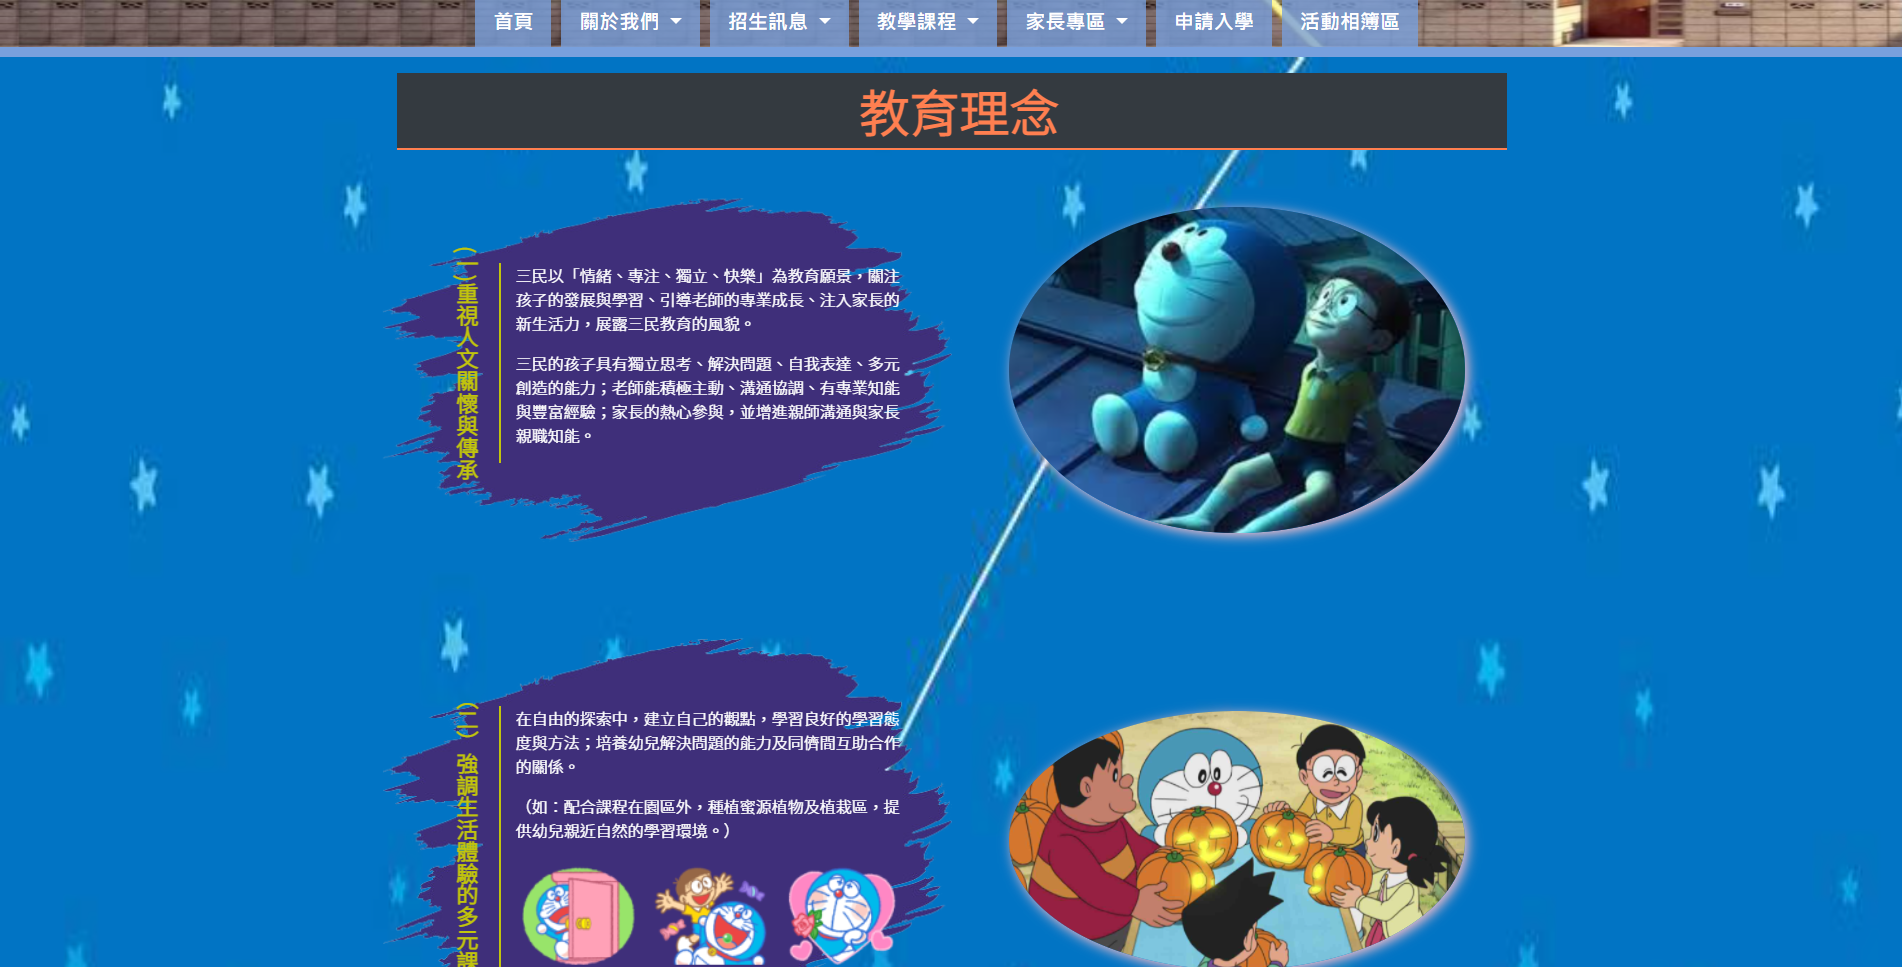 首頁 關於我們 招生訊息 教學課程 家長專區 申請入學 活動相簿區
教育理念
（一）重視人文關懷與傳承
三民以「情緒、專注、獨立、快樂」為教育願景，關注
孩子的發展與學習、引導老師的專業成長、注入家長的
新生活力，展露三民教育的風貌。
三民的孩子具有獨立思考、解決問題、自我表達、多元
創造的能力；老師能積極主動、溝通協調、有專業知能
與豐富經驗；家長的熱心參與，並增進親師溝通與家長
親職知能。
（二）強調生活體驗的多元課
在自由的探索中，建立自己的觀點，學習良好的學習態
度與方法；培養幼兒解決問題的能力及同儕間互助合作
的關係。
（如：配合課程在園區外，種植蜜源植物及植栽區，提
供幼兒親近自然的學習環境。）